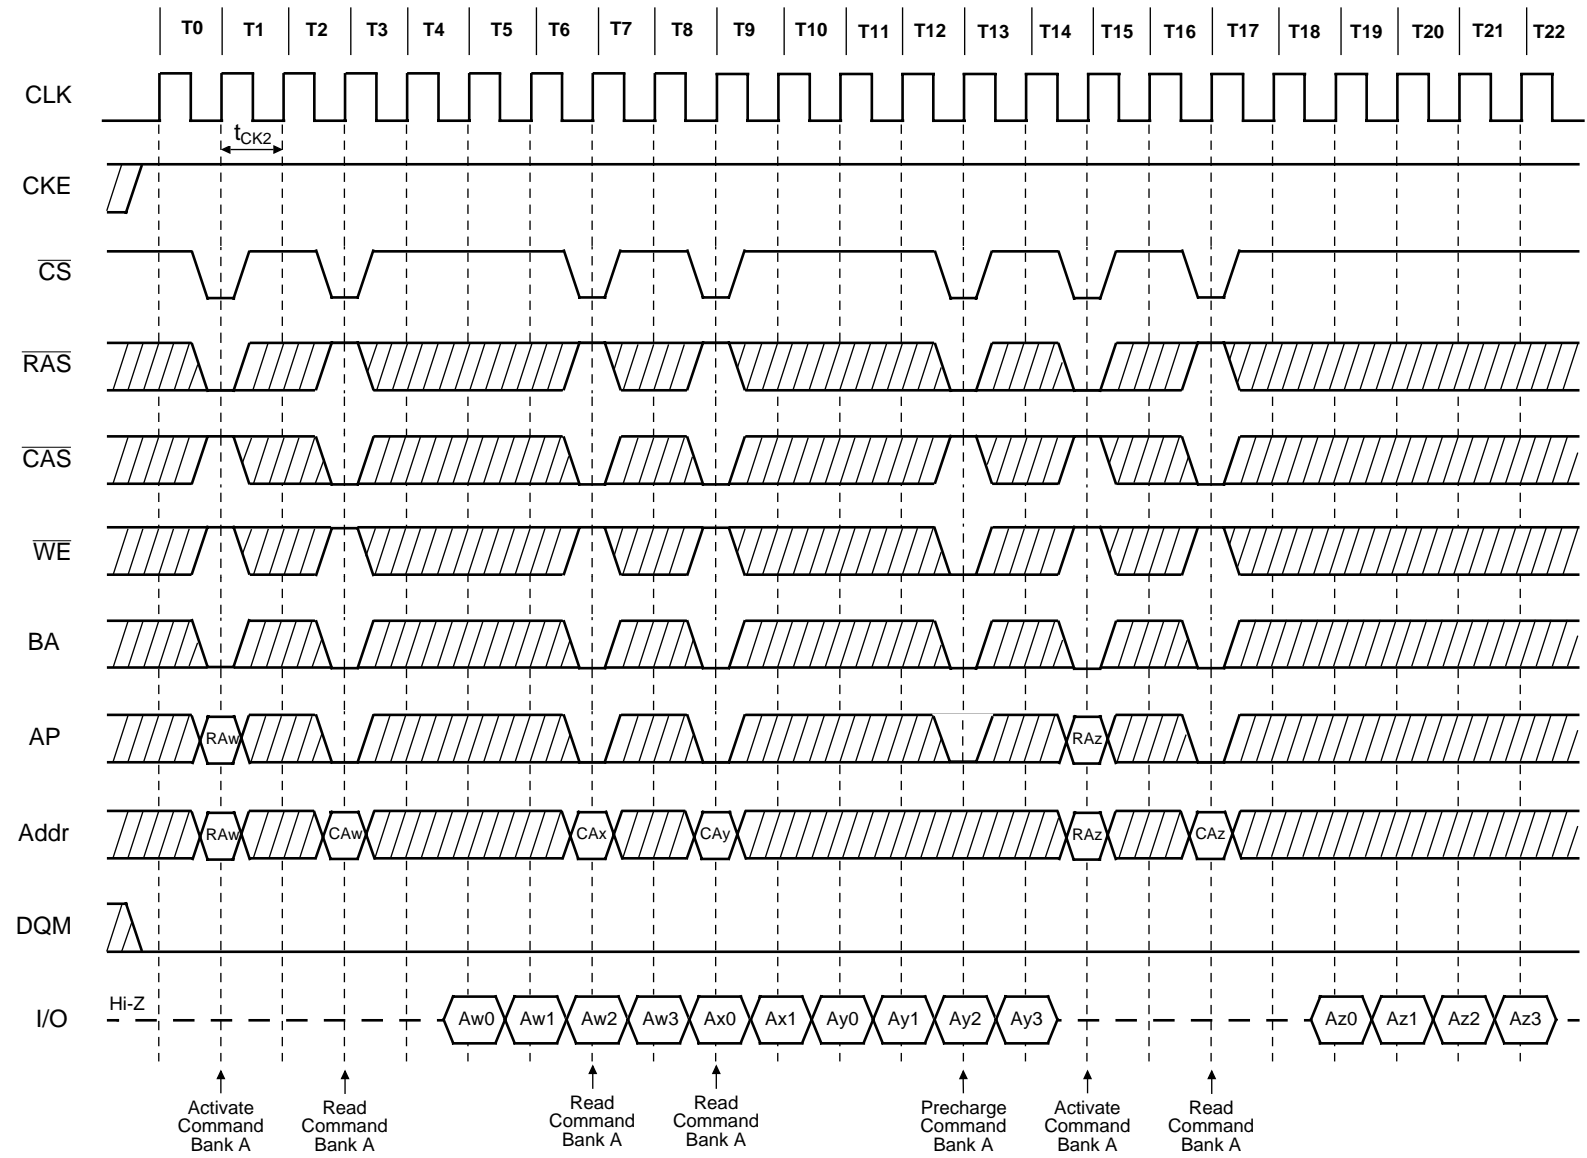 T0 T1 T2 T3 T4 T5 T6 T7 T8 T9 T10 T11 T12 T13 T14 T15 T16 T17 T18 T19 T20 T21 T22
CLK
tCK2
CKE
CS
RAS
CAS
WE
BA
AP RAw RAz
Addr RAw CAw CAx CAy RAz CAz
DQM
Hi-Z
I/O Aw0 Aw1 Aw2 Aw3 Ax0 Ax1 Ay0 Ay1 Ay2 Ay3 Az0 Az1 Az2 Az3
Activate
Command
Bank A
Read
Command
Bank A
Read
Command
Bank A
Read
Command
Bank A
Precharge
Command
Bank A
Activate
Command
Bank A
Read
Command
Bank A